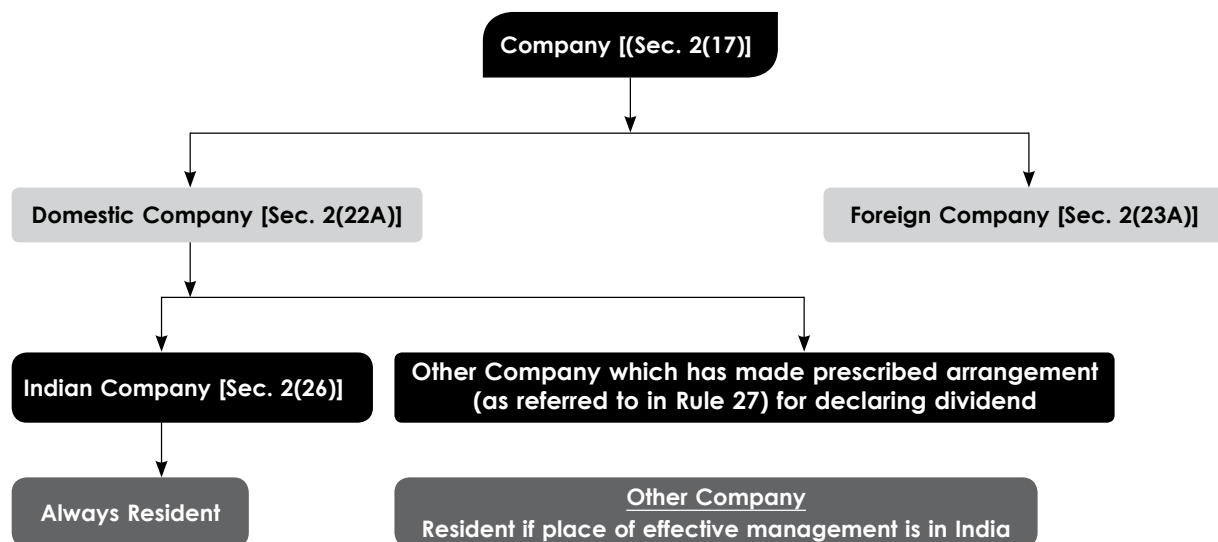 Company [(Sec. 2(17)]
Domestic Company [Sec. 2(22A)]
Foreign Company [Sec. 2(23A)]
Indian Company [Sec. 2(26)]
Other Company which has made prescribed arrangement
(as referred to in Rule 27) for declaring dividend
Always Resident
Other Company
Resident if place of effective management is in India